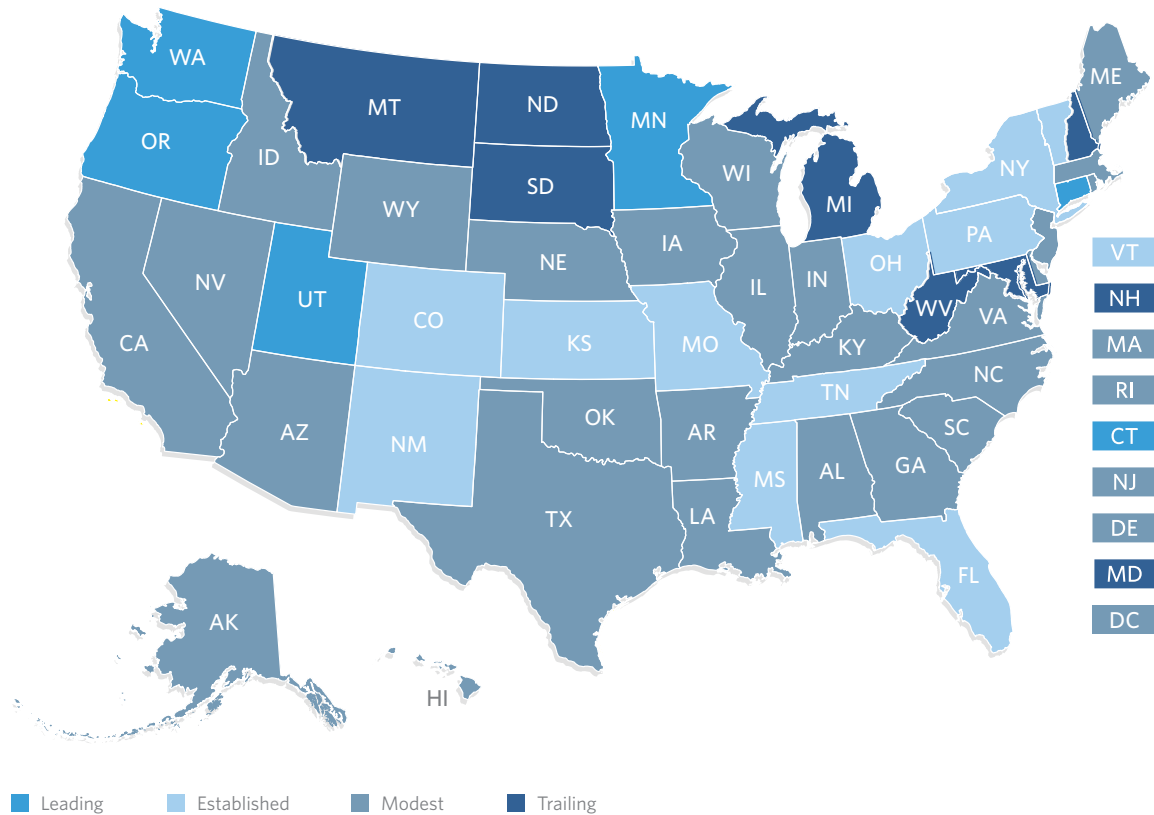 WA
MT
ND
MN
ME
OR
ID
SD
WI
NY
WY
MI
IA
PA
NE
OH
VT
NV
IL
IN
UT
NH
CO
WV
VA
CA
KS
MO
KY
MA
NC
TN
RI
AZ
OK
AR
SC
NM
CT
GA
MS
AL
NJ
TX
LA
DE
FL
MD
AK
DC
HI
Leading
Established
Modest
Trailing